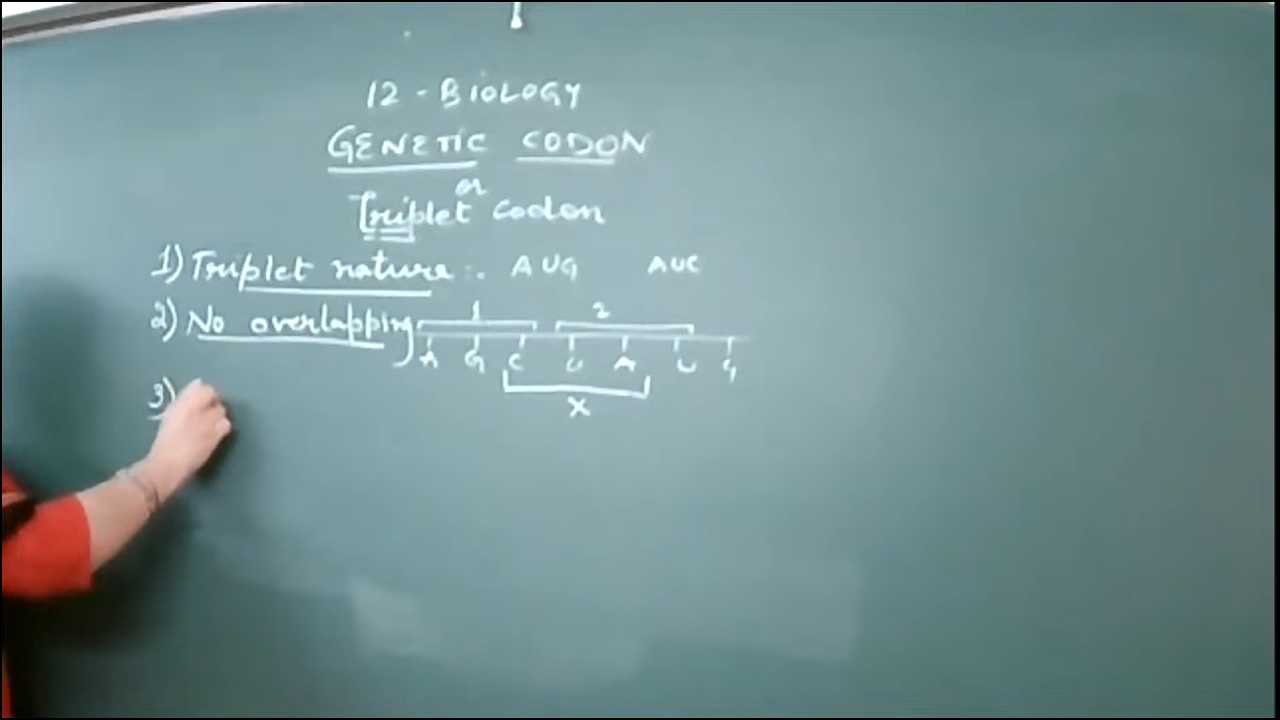 12 - BIOLOGY
GENETIC CODON
or
Triplet codon
1) Triplet nature :- AUG AUC
2) No overlapping 1 2
A G C U A U G
X
3)